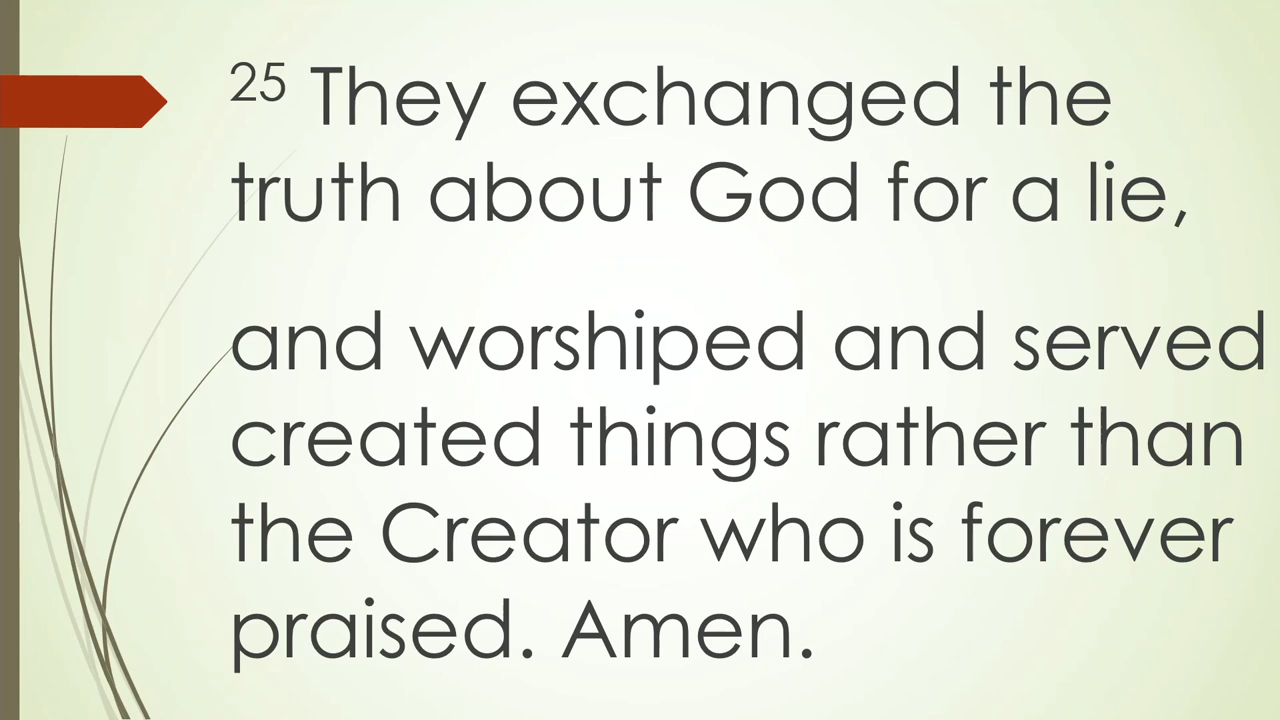 25 They exchanged the
truth about God for a lie,
and worshiped and served
created things rather than
the Creator who is forever
praised. Amen.